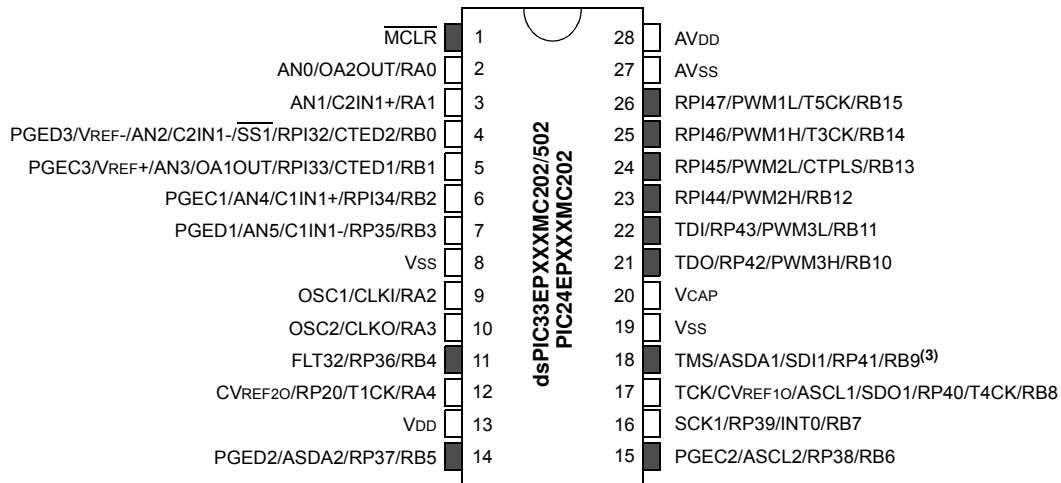 MCLR 1 28 AVDD
AN0/OA2OUT/RA0 2 27 AVSS
AN1/C2IN1+/RA1 3 26 RPI47/PWM1L/T5CK/RB15
PGED3/VREF-/AN2/C2IN1-/SS1/RPI32/CTED2/RB0 4 25 RPI46/PWM1H/T3CK/RB14
PGEC3/VREF+/AN3/OA1OUT/RPI33/CTED1/RB1 5 24 RPI45/PWM2L/CTPLS/RB13
PGEC1/AN4/C1IN1+/RPI34/RB2 6 23 RPI44/PWM2H/RB12
PGED1/AN5/C1IN1-/RP35/RB3 7 22 TDI/RP43/PWM3L/RB11
VSS 8 21 TDO/RP42/PWM3H/RB10
OSC1/CLKI/RA2 9 20 VCAP
OSC2/CLKO/RA3 10 19 VSS
FLT32/RP36/RB4 11 18 TMS/ASDA1/SDI1/RP41/RB9(3)
CVREF2O/RP20/T1CK/RA4 12 17 TCK/CVREF1O/ASCL1/SDO1/RP40/T4CK/RB8
VDD 13 16 SCK1/RP39/INT0/RB7
PGED2/ASDA2/RP37/RB5 14 15 PGEC2/ASCL2/RP38/RB6
dsPIC33EPXXXMC202/502
PIC24EPXXXMC202